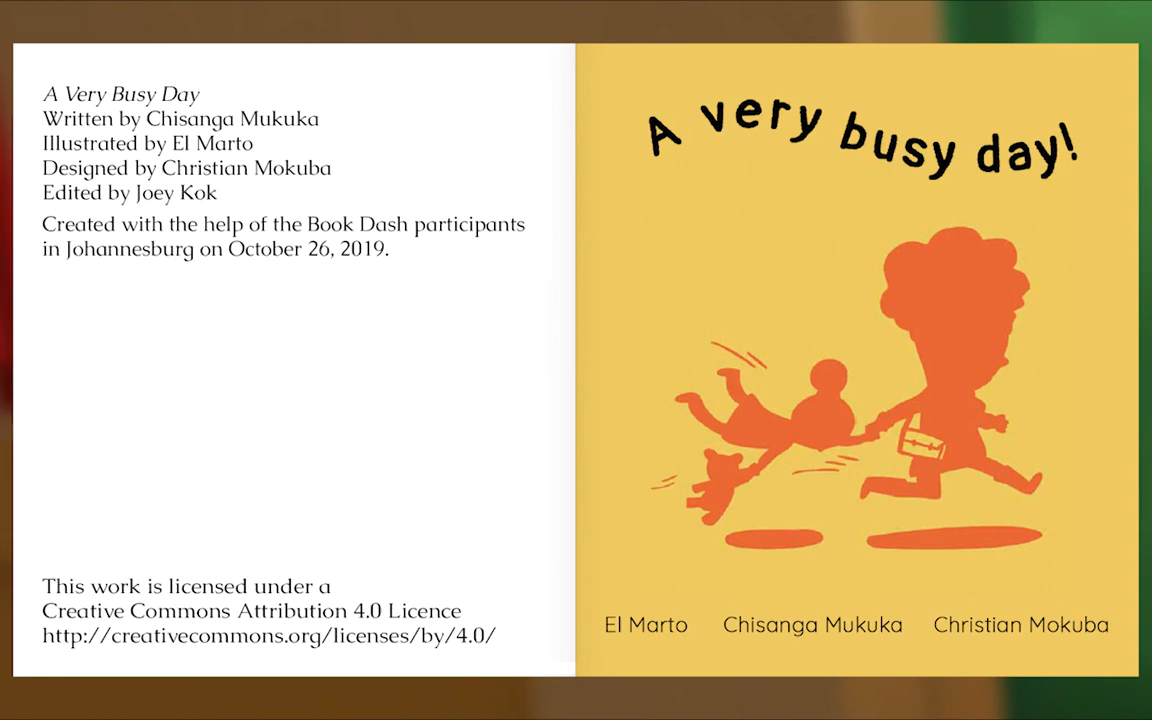 A Very Busy Day
Written by Chisanga Mukuka
Illustrated by El Marto
Designed by Christian Mokuba
Edited by Joey Kok
Created with the help of the Book Dash participants
in Johannesburg on October 26, 2019.
This work is licensed under a
Creative Commons Attribution 4.0 Licence
http://creativecommons.org/licenses/by/4.0/
A very busy day!
El Marto Chisanga Mukuka Christian Mokuba